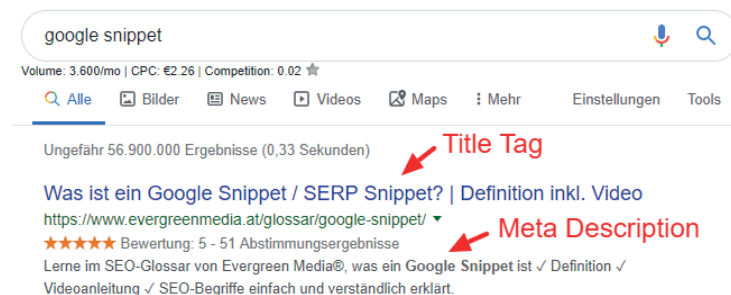 google snippet
Volume: 3.600/mo | CPC: €2.26 | Competition: 0.02
Alle Bilder News Videos Maps Mehr Einstellungen Tools
Ungefähr 56.900.000 Ergebnisse (0,33 Sekunden)
Title Tag
Was ist ein Google Snippet / SERP Snippet? | Definition inkl. Video
https://www.evergreenmedia.at/glossar/google-snippet/
Meta Description
Bewertung: 5 - 51 Abstimmungsergebnisse
Lerne im SEO-Glossar von Evergreen Media®, was ein Google Snippet ist ✓ Definition ✓
Videoanleitung ✓ SEO-Begriffe einfach und verständlich erklärt.